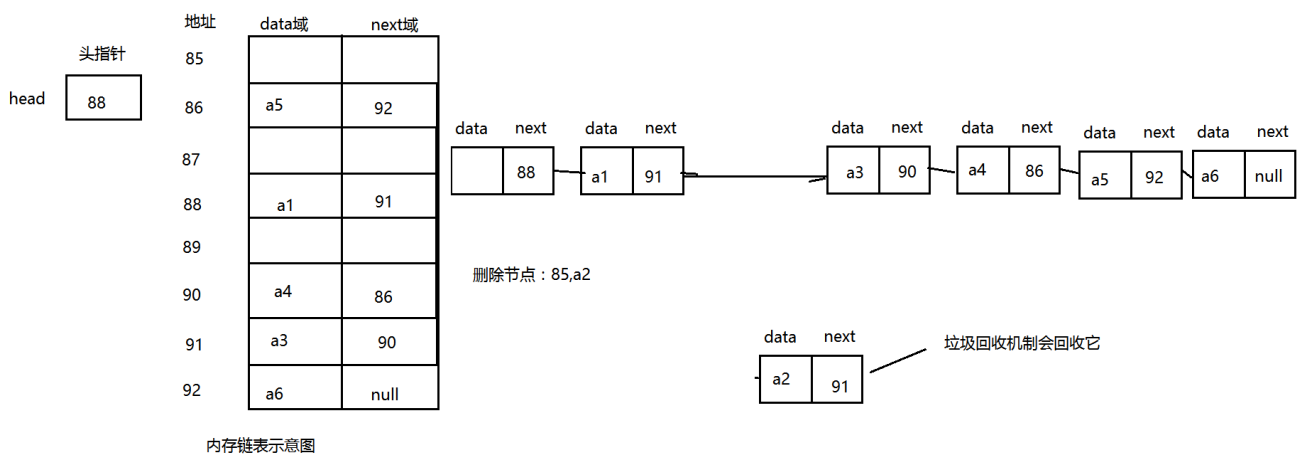 地址 data域 next域
头指针
head 88
85
86 a5 92
87
88 a1 91
89
90 a4 86
91 a3 90
92 a6 null
内存链表示意图
data next data next data next data next data next data next
88 a1 91 a3 90 a4 86 a5 92 a6 null
删除节点：85,a2
data next
a2 91
垃圾回收机制会回收它